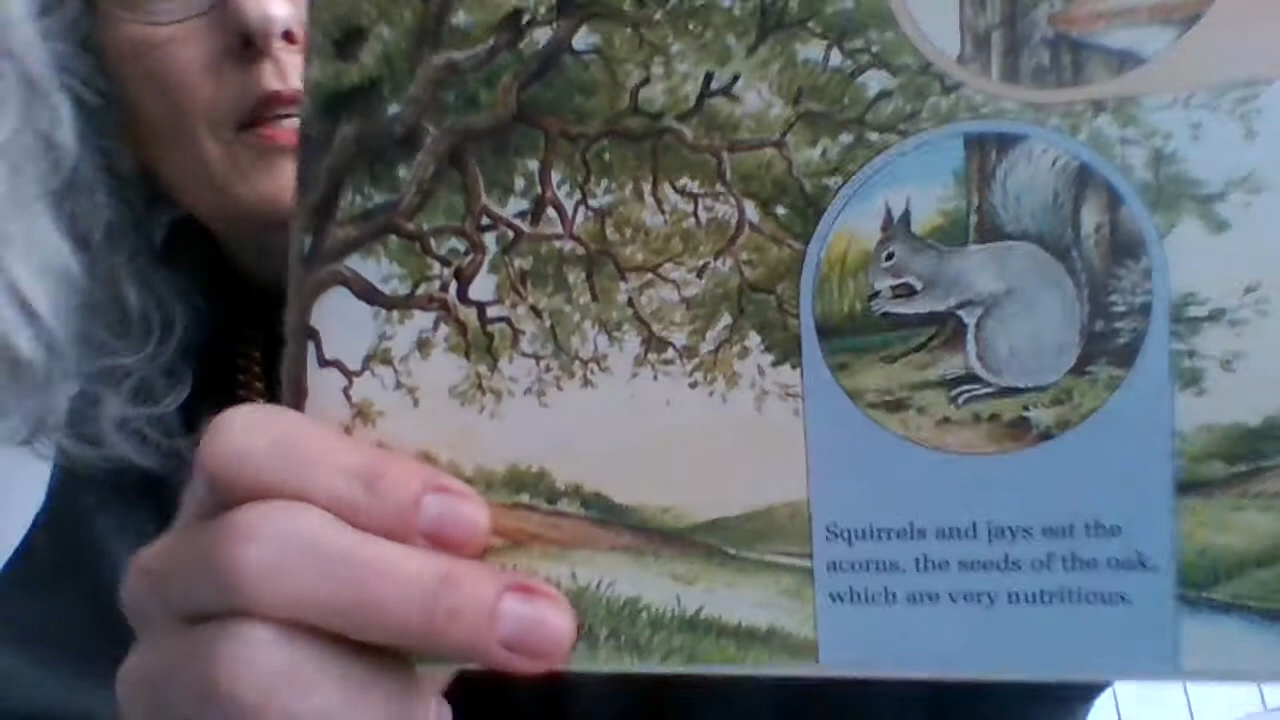 Squirrels and jays eat the
acorns, the seeds of the oak,
which are very nutritious.